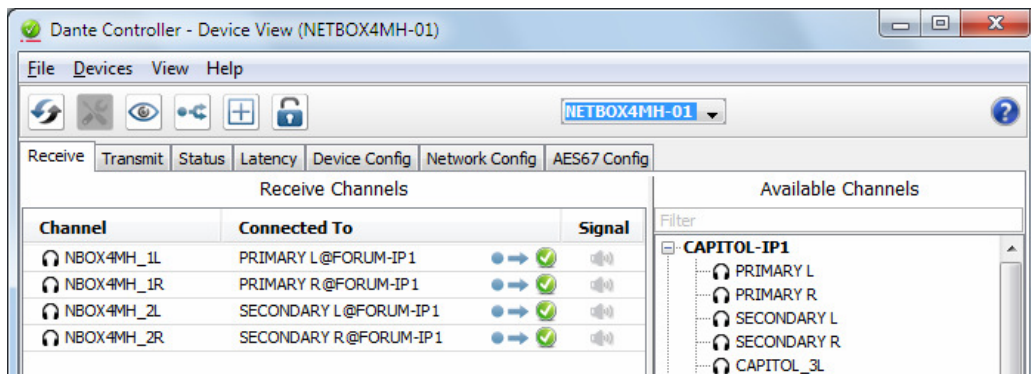 Dante Controller - Device View (NETBOX4MH-01)
File Devices View Help
NETBOX4MH-01
Receive Transmit Status Latency Device Config Network Config AES67 Config
Receive Channels
Available Channels
Channel Connected To Signal
Filter
NBOX4MH_1L PRIMARY L@FORUM-IP1
NBOX4MH_1R PRIMARY R@FORUM-IP1
NBOX4MH_2L SECONDARY L@FORUM-IP1
NBOX4MH_2R SECONDARY R@FORUM-IP1
CAPITOL-IP1
PRIMARY L
PRIMARY R
SECONDARY L
SECONDARY R
CAPITOL_3L